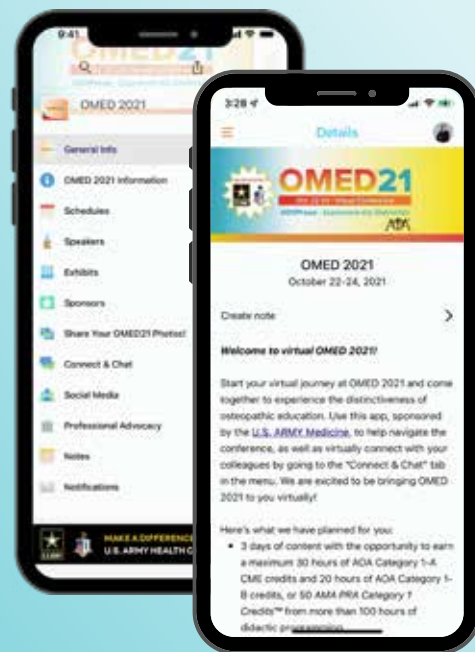 9:41
OMED21
OMED 2021
General Info
OMED 2021 Information
Schedules
Speakers
Exhibits
Sponsors
Share Your OMED21 Photos!
Connect & Chat
Social Media
Professional Advocacy
Notes
Notifications
MAKE A DIFFERENCE
U.S. ARMY HEALTH C
3:28
Details
OMED21
AOA
OMED 2021
October 22-24, 2021
Create note
Welcome to virtual OMED 2021!
Start your virtual journey at OMED 2021 and come
together to experience the distinctiveness of
osteopathic education. Use this app, sponsored
by the U.S. ARMY Medicine, to help navigate the
conference, as well as virtually connect with your
colleagues by going to the "Connect & Chat" tab
in the menu. We are excited to be bringing OMED
2021 to you virtually!
Here's what we have planned for you:
• 3 days of content with the opportunity to earn
a maximum 30 hours of AOA Category 1-A
CME credits and 20 hours of AOA Category 1-
B credits, or 50 AMA PRA Category 1
Credits™ from more than 100 hours of
didactic programming